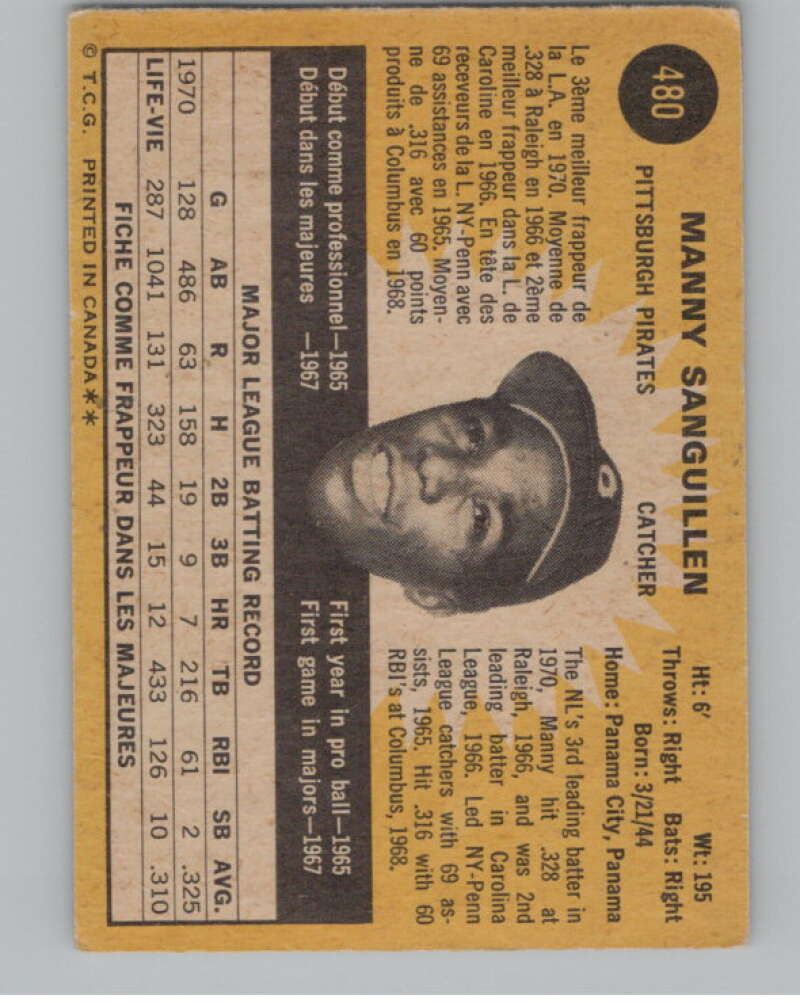 480
MANNY SANGUILLEN
PITTSBURGH PIRATES CATCHER
Ht: 6' Wt: 195
Throws: Right Bats: Right
Born: 3/21/44
Home: Panama City, Panama
Le 3ème meilleur frappeur de
la L.A. en 1970. Moyenne de
.328 à Raleigh en 1966 et 2ème
meilleur frappeur dans la L. de
Caroline en 1966. En tête des
receveurs de la L. NY-Penn avec
69 assistances en 1965. Moyen-
ne de .316 avec 60 points
produits à Columbus en 1968.
The NL's 3rd leading batter in
1970, Manny hit .328 at
Raleigh, 1966, and was 2nd
leading batter in Carolina
League, 1966. Led NY-Penn
League catchers with 69 as-
sists, 1965. Hit .316 with 60
RBI's at Columbus, 1968.
Début comme professionnel—1965
Début dans les majeures —1967
First year in pro ball—1965
First game in majors—1967
MAJOR LEAGUE BATTING RECORD
G AB R H 2B 3B HR TB RBI SB AVG.
1970 128 486 63 158 19 9 7 216 61 2 .325
LIFE-VIE 287 1041 131 323 44 15 12 433 126 10 .310
FICHE COMME FRAPPEUR DANS LES MAJEURES
© T.C.G. PRINTED IN CANADA**